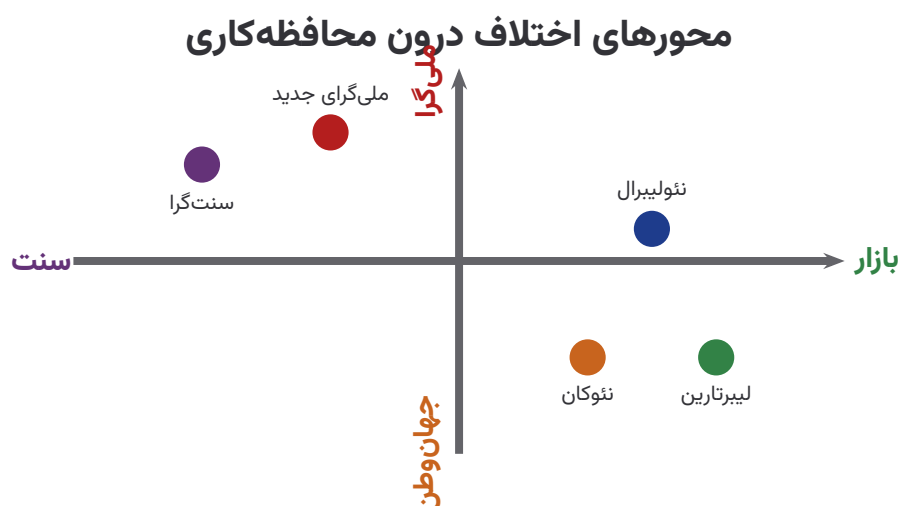 محورهای اختلاف درون محافظه‌کاری
ملی‌گرا
ملی‌گرای جدید
سنت‌گرا
نئولیبرال
بازار
سنت
نئوکان
لیبرتارین
جهان‌وطن